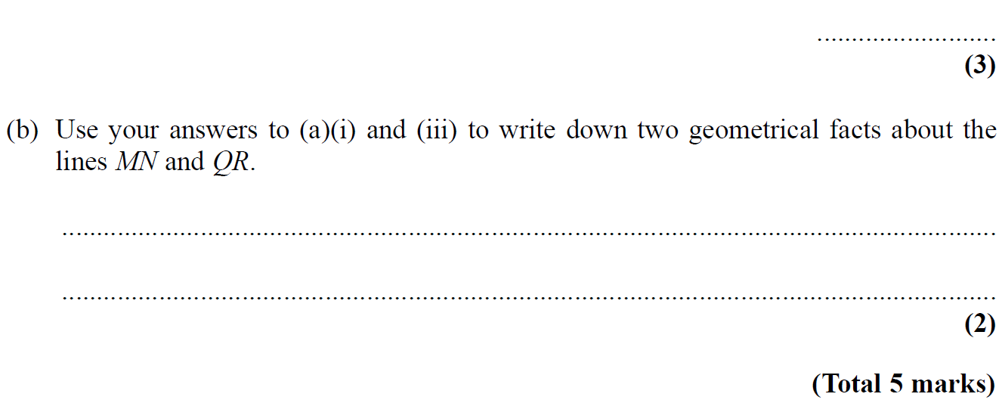 ..........................
(3)
(b) Use your answers to (a)(i) and (iii) to write down two geometrical facts about the
lines MN and QR.
..........................................................................................................................................
..........................................................................................................................................
(2)
(Total 5 marks)